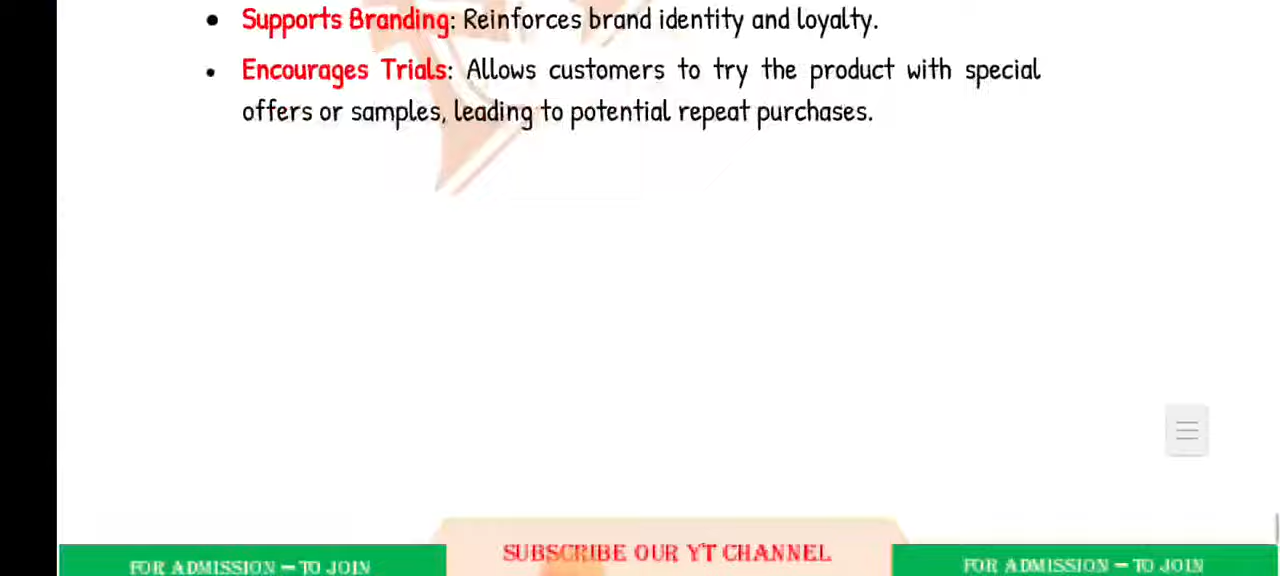 • Supports Branding: Reinforces brand identity and loyalty.
• Encourages Trials: Allows customers to try the product with special
offers or samples, leading to potential repeat purchases.
SUBSCRIBE OUR YT CHANNEL
FOR ADMISSION – TO JOIN
FOR ADMISSION – TO JOIN